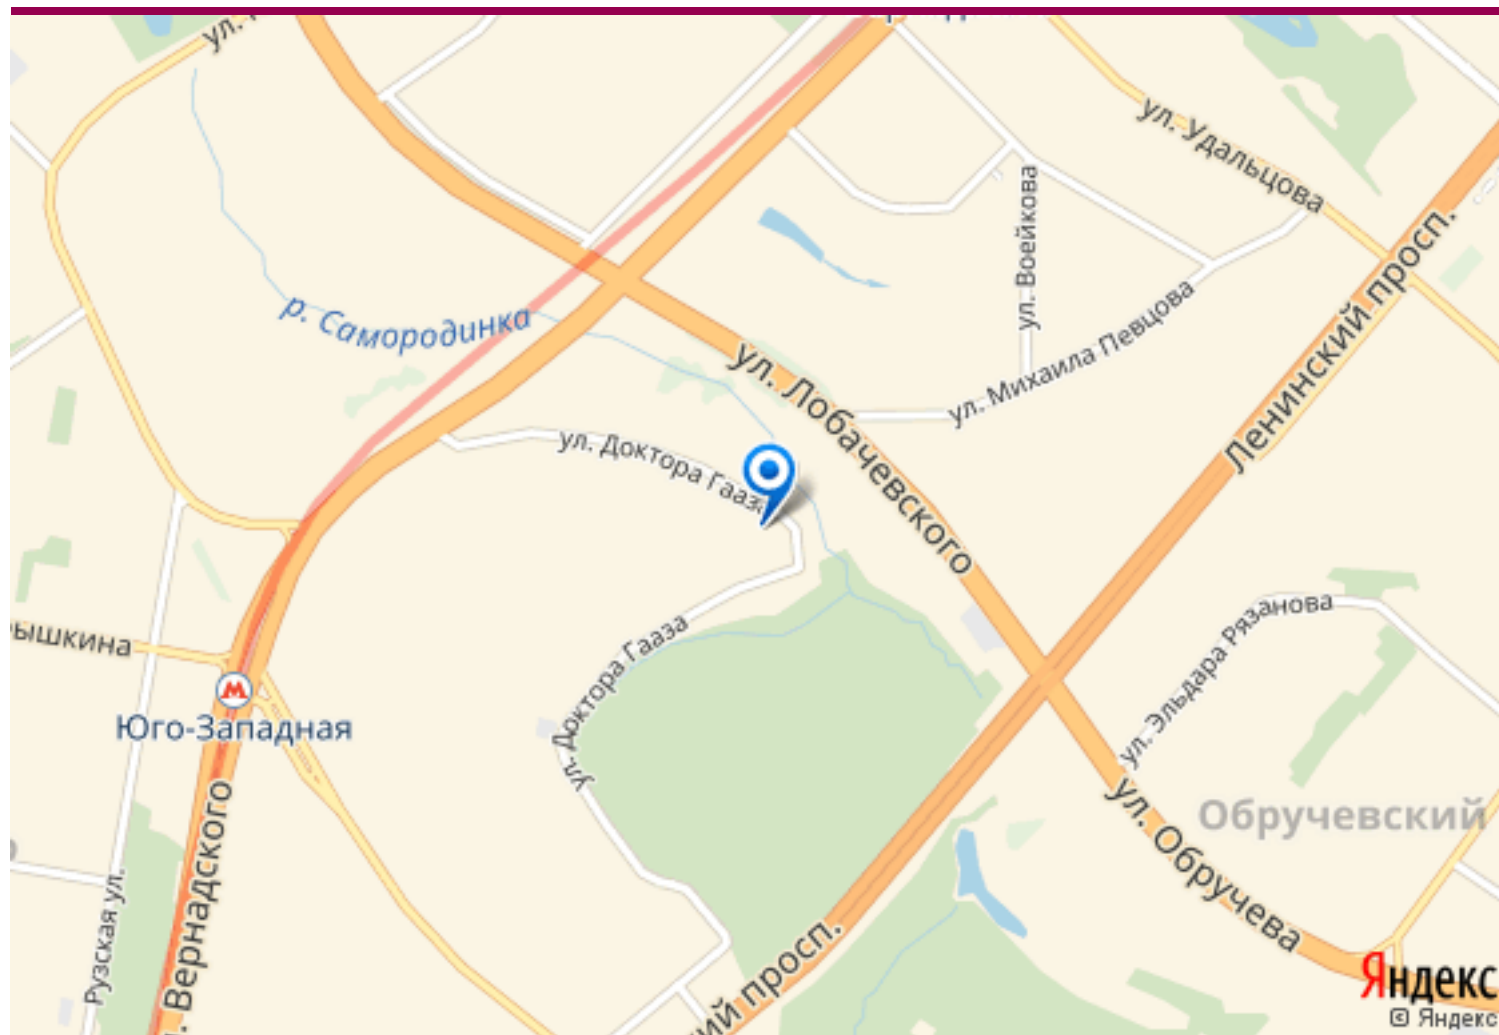 ул.
ул. Удальцова
ул. Воейкова
Ленинский просп.
р. Самородинка
ул. Михаила Певцова
ул. Лобачевского
ул. Доктора Гааза
ул. Эльдара Рязанова
ышкина
ул. Доктора Гааза
Юго-Западная
Обручевский
ул. Обручева
. Вернадского
Рузская ул.
ий просп.
Яндекс
© Яндекс